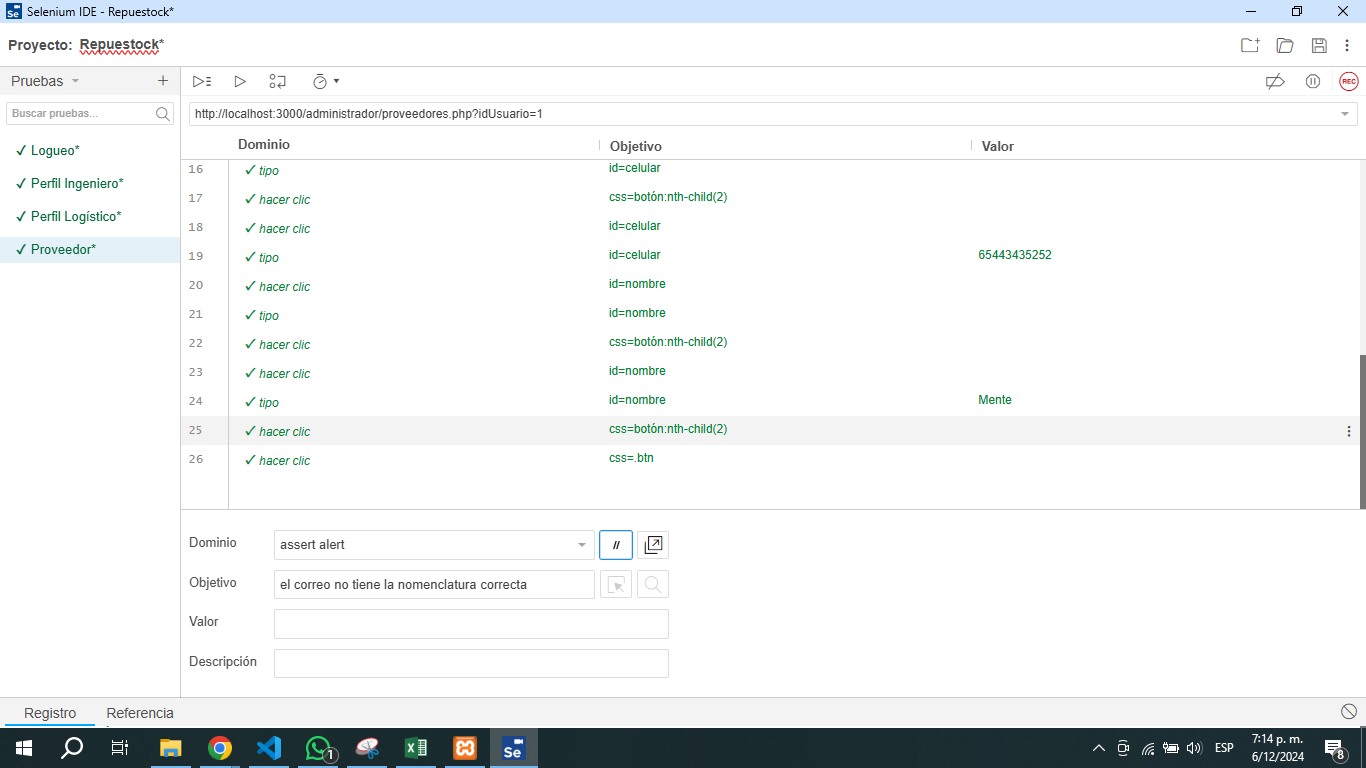 Selenium IDE - Repuestock*
Proyecto: Repuestock*
Pruebas
Buscar pruebas...
http://localhost:3000/administrador/proveedores.php?idUsuario=1
✓ Logueo*
✓ Perfil Ingeniero*
✓ Perfil Logístico*
✓ Proveedor*
Dominio Objetivo Valor
16 ✓ tipo id=celular
17 ✓ hacer clic css=botón:nth-child(2)
18 ✓ hacer clic id=celular
19 ✓ tipo id=celular 65443435252
20 ✓ hacer clic id=nombre
21 ✓ tipo id=nombre
22 ✓ hacer clic css=botón:nth-child(2)
23 ✓ hacer clic id=nombre
24 ✓ tipo id=nombre Mente
25 ✓ hacer clic css=botón:nth-child(2)
26 ✓ hacer clic css=.btn
Dominio assert alert //
Objetivo el correo no tiene la nomenclatura correcta
Valor
Descripción
Registro Referencia
REC
1
Se
ESP
7:14 p. m.
6/12/2024
8